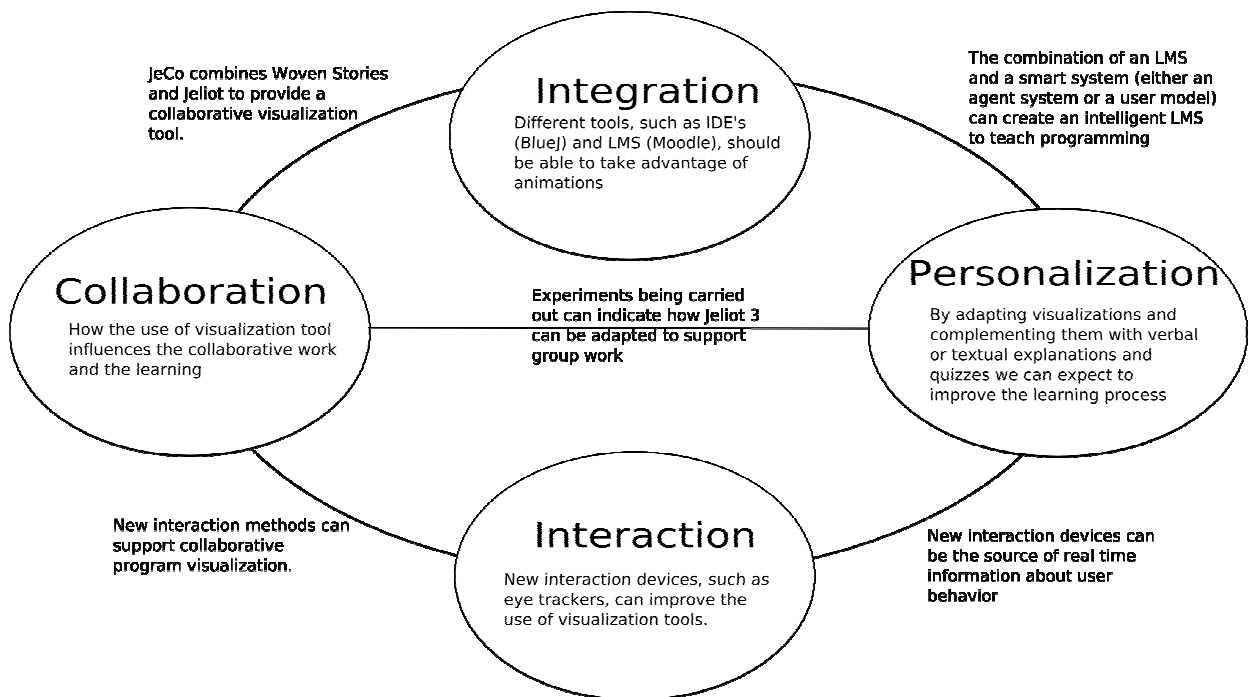 JeCo combines Woven Stories
and Jeliot to provide a
collaborative visualization
tool.
Integration
Different tools, such as IDE's
(BlueJ) and LMS (Moodle), should
be able to take advantage of
animations
The combination of an LMS
and a smart system (either an
agent system or a user model)
can create an intelligent LMS
to teach programming
Collaboration
How the use of visualization tool
influences the collaborative work
and the learning
Experiments being carried
out can indicate how Jeliot 3
can be adapted to support
group work
Personalization
By adapting visualizations and
complementing them with verbal
or textual explanations and
quizzes we can expect to
improve the learning process
New interaction methods can
support collaborative
program visualization.
Interaction
New interaction devices, such as
eye trackers, can improve the
use of visualization tools.
New interaction devices can
be the source of real time
information about user
behavior